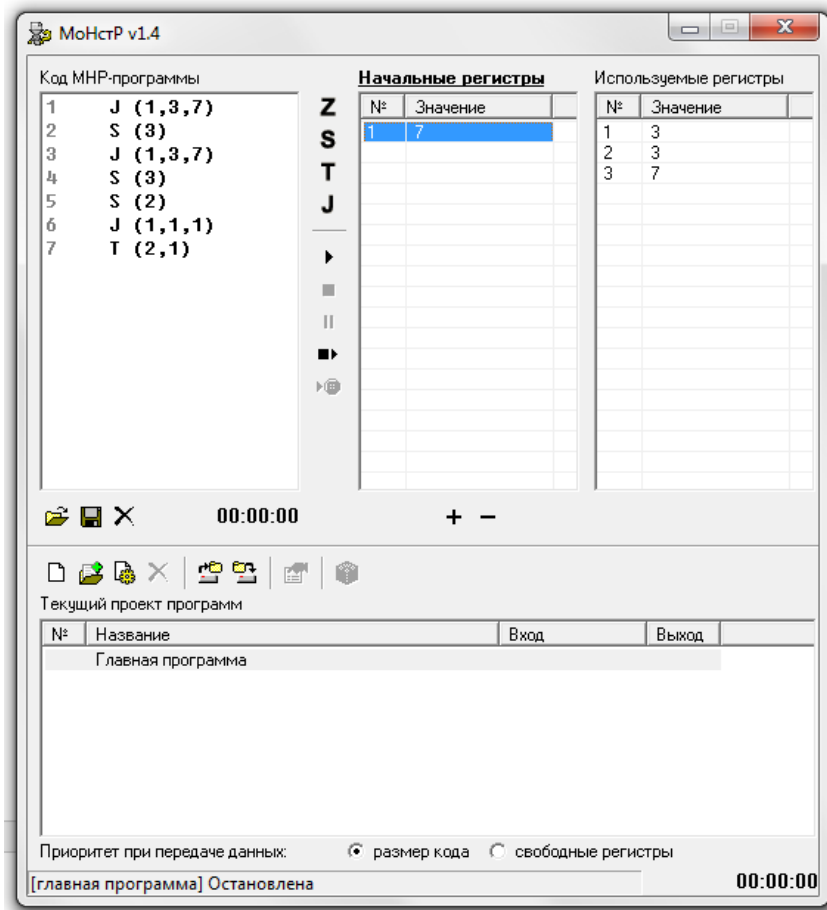 МоНстР v1.4
Код МНР-программы
Начальные регистры
Используемые регистры
1 J (1,3,7)
2 S (3)
3 J (1,3,7)
4 S (3)
5 S (2)
6 J (1,1,1)
7 T (2,1)
Z
S
T
J
№ Значение
1 7
№ Значение
1 3
2 3
3 7
00:00:00
+ −
Текущий проект программ
№ Название Вход Выход
Главная программа
Приоритет при передаче данных: размер кода свободные регистры
[главная программа] Остановлена 00:00:00